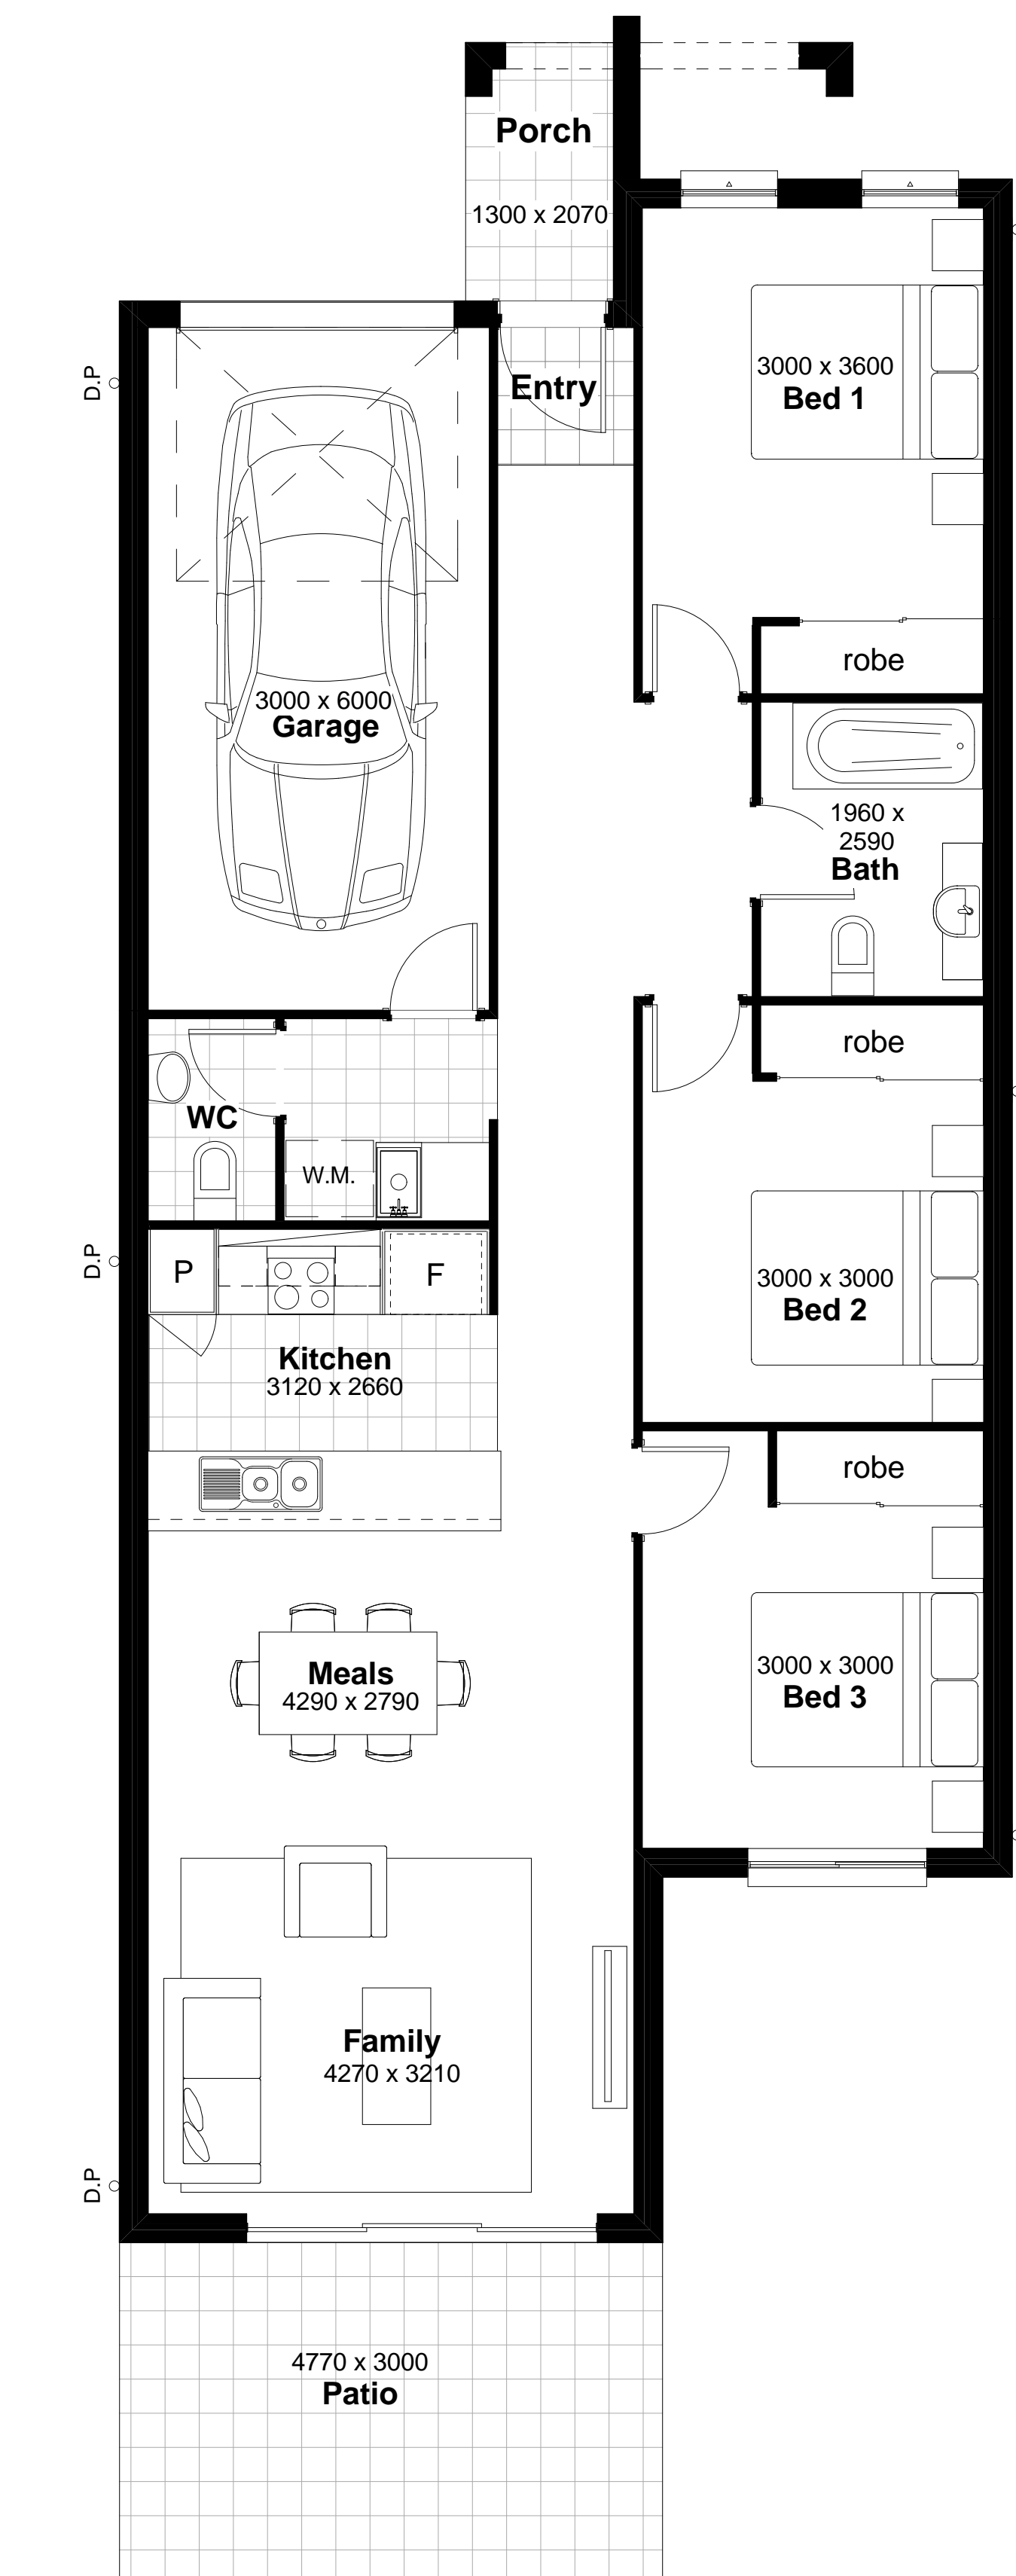 Porch
1300 x 2070
D.P
Entry
3000 x 3600
Bed 1
robe
3000 x 6000
Garage
1960 x
2590
Bath
robe
WC
W.M.
D.P
P
F
3000 x 3000
Bed 2
Kitchen
3120 x 2660
robe
Meals
4290 x 2790
3000 x 3000
Bed 3
Family
4270 x 3210
D.P
4770 x 3000
Patio